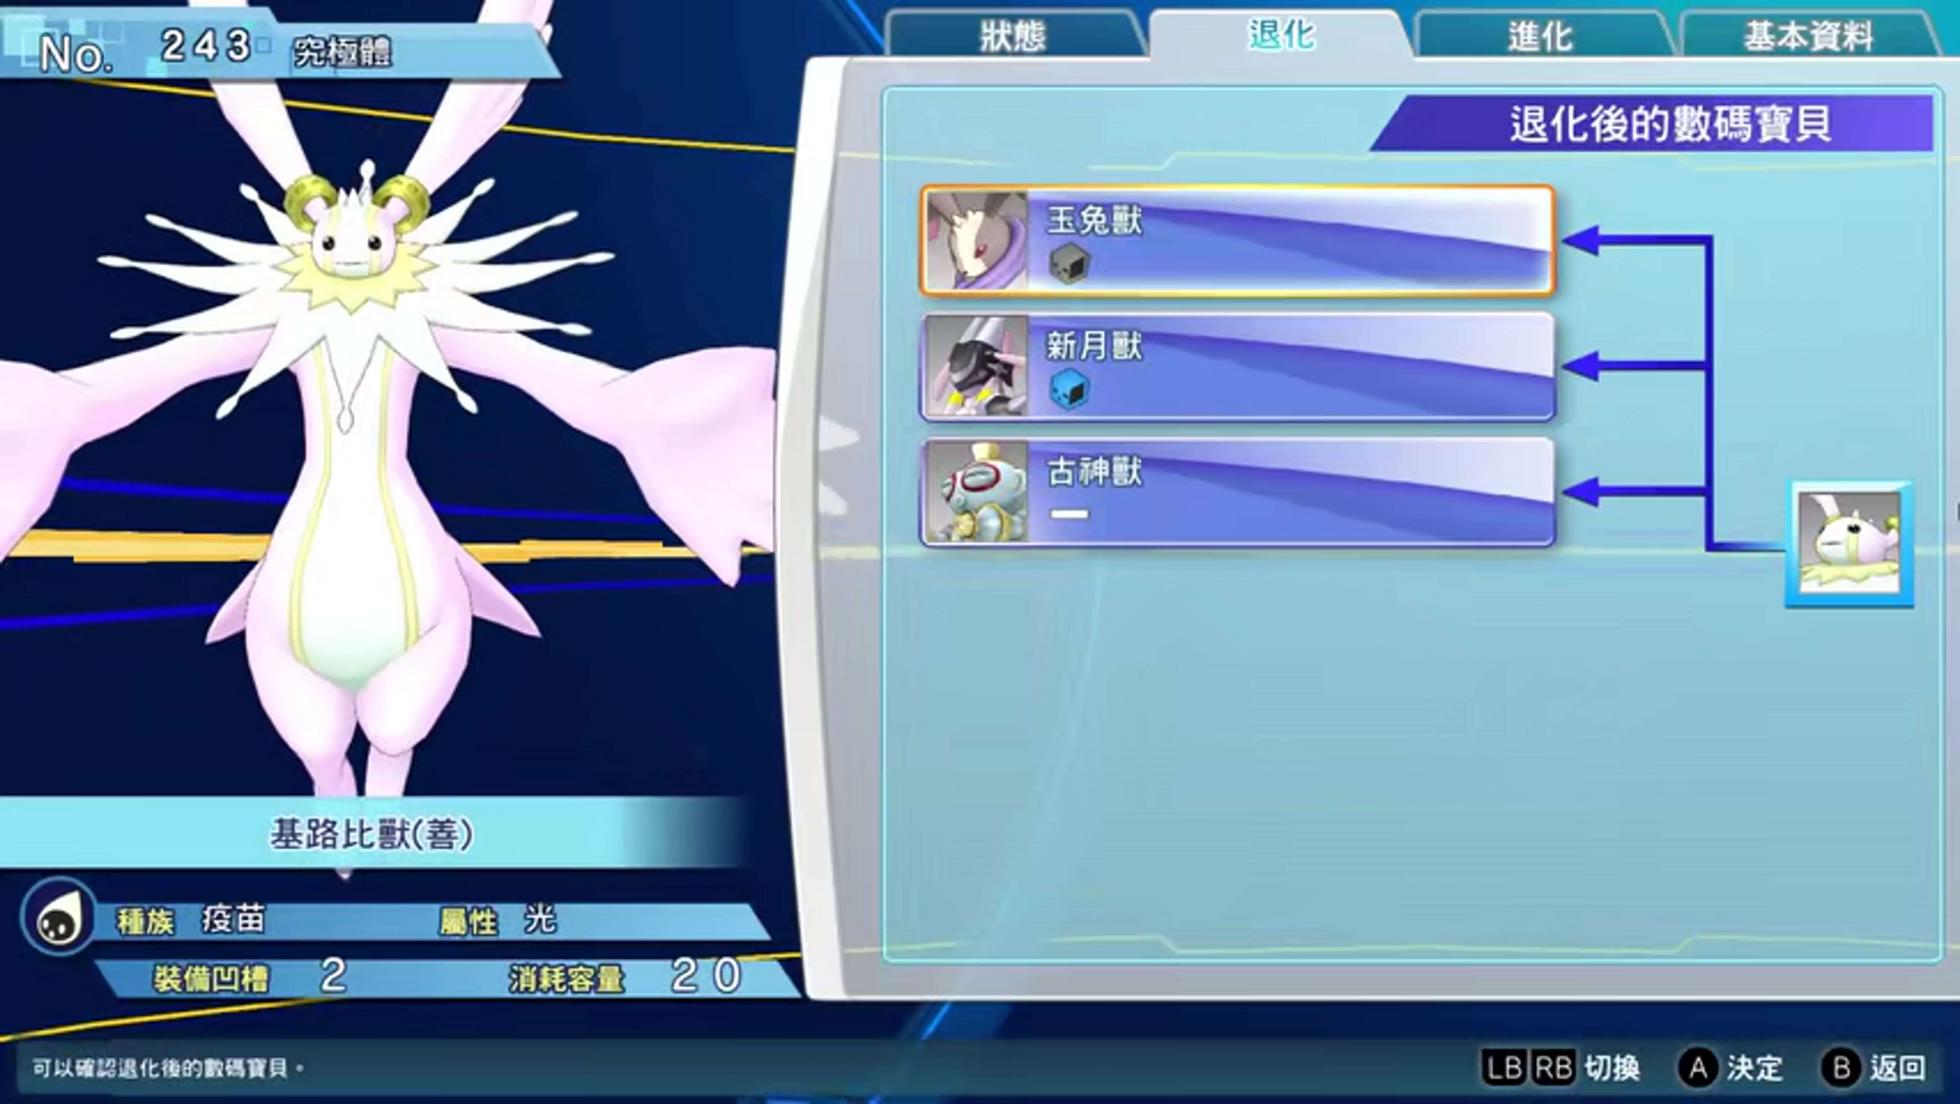 No. 243 究極體
狀態 退化 進化 基本資料
退化後的數碼寶貝
玉兔獸
新月獸
古神獸
基路比獸(善)
種族 疫苗 屬性 光
裝備凹槽 2 消耗容量 20
可以確認退化後的數碼寶貝。
LB RB 切換 A 決定 B 返回